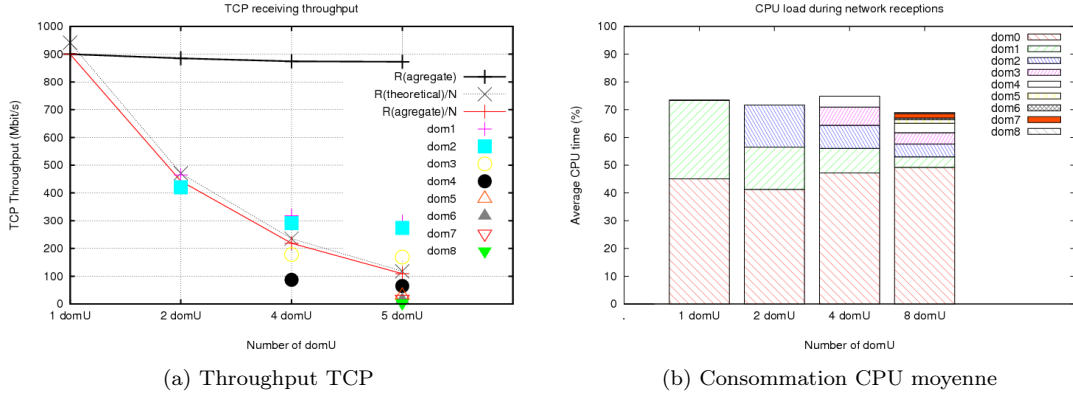 TCP receiving throughput
TCP Throughput (Mbit/s)
1000
900
800
700
600
500
400
300
200
100
0
1 domU
2 domU
4 domU
5 domU
Number of domU
R(agregate)
R(theoretical)/N
R(agregate)/N
dom1
dom2
dom3
dom4
dom5
dom6
dom7
dom8
(a) Throughput TCP
CPU load during network receptions
Average CPU time (%)
100
90
80
70
60
50
40
30
20
10
0
.
1 domU
2 domU
4 domU
8 domU
Number of domU
dom0
dom1
dom2
dom3
dom4
dom5
dom6
dom7
dom8
(b) Consommation CPU moyenne